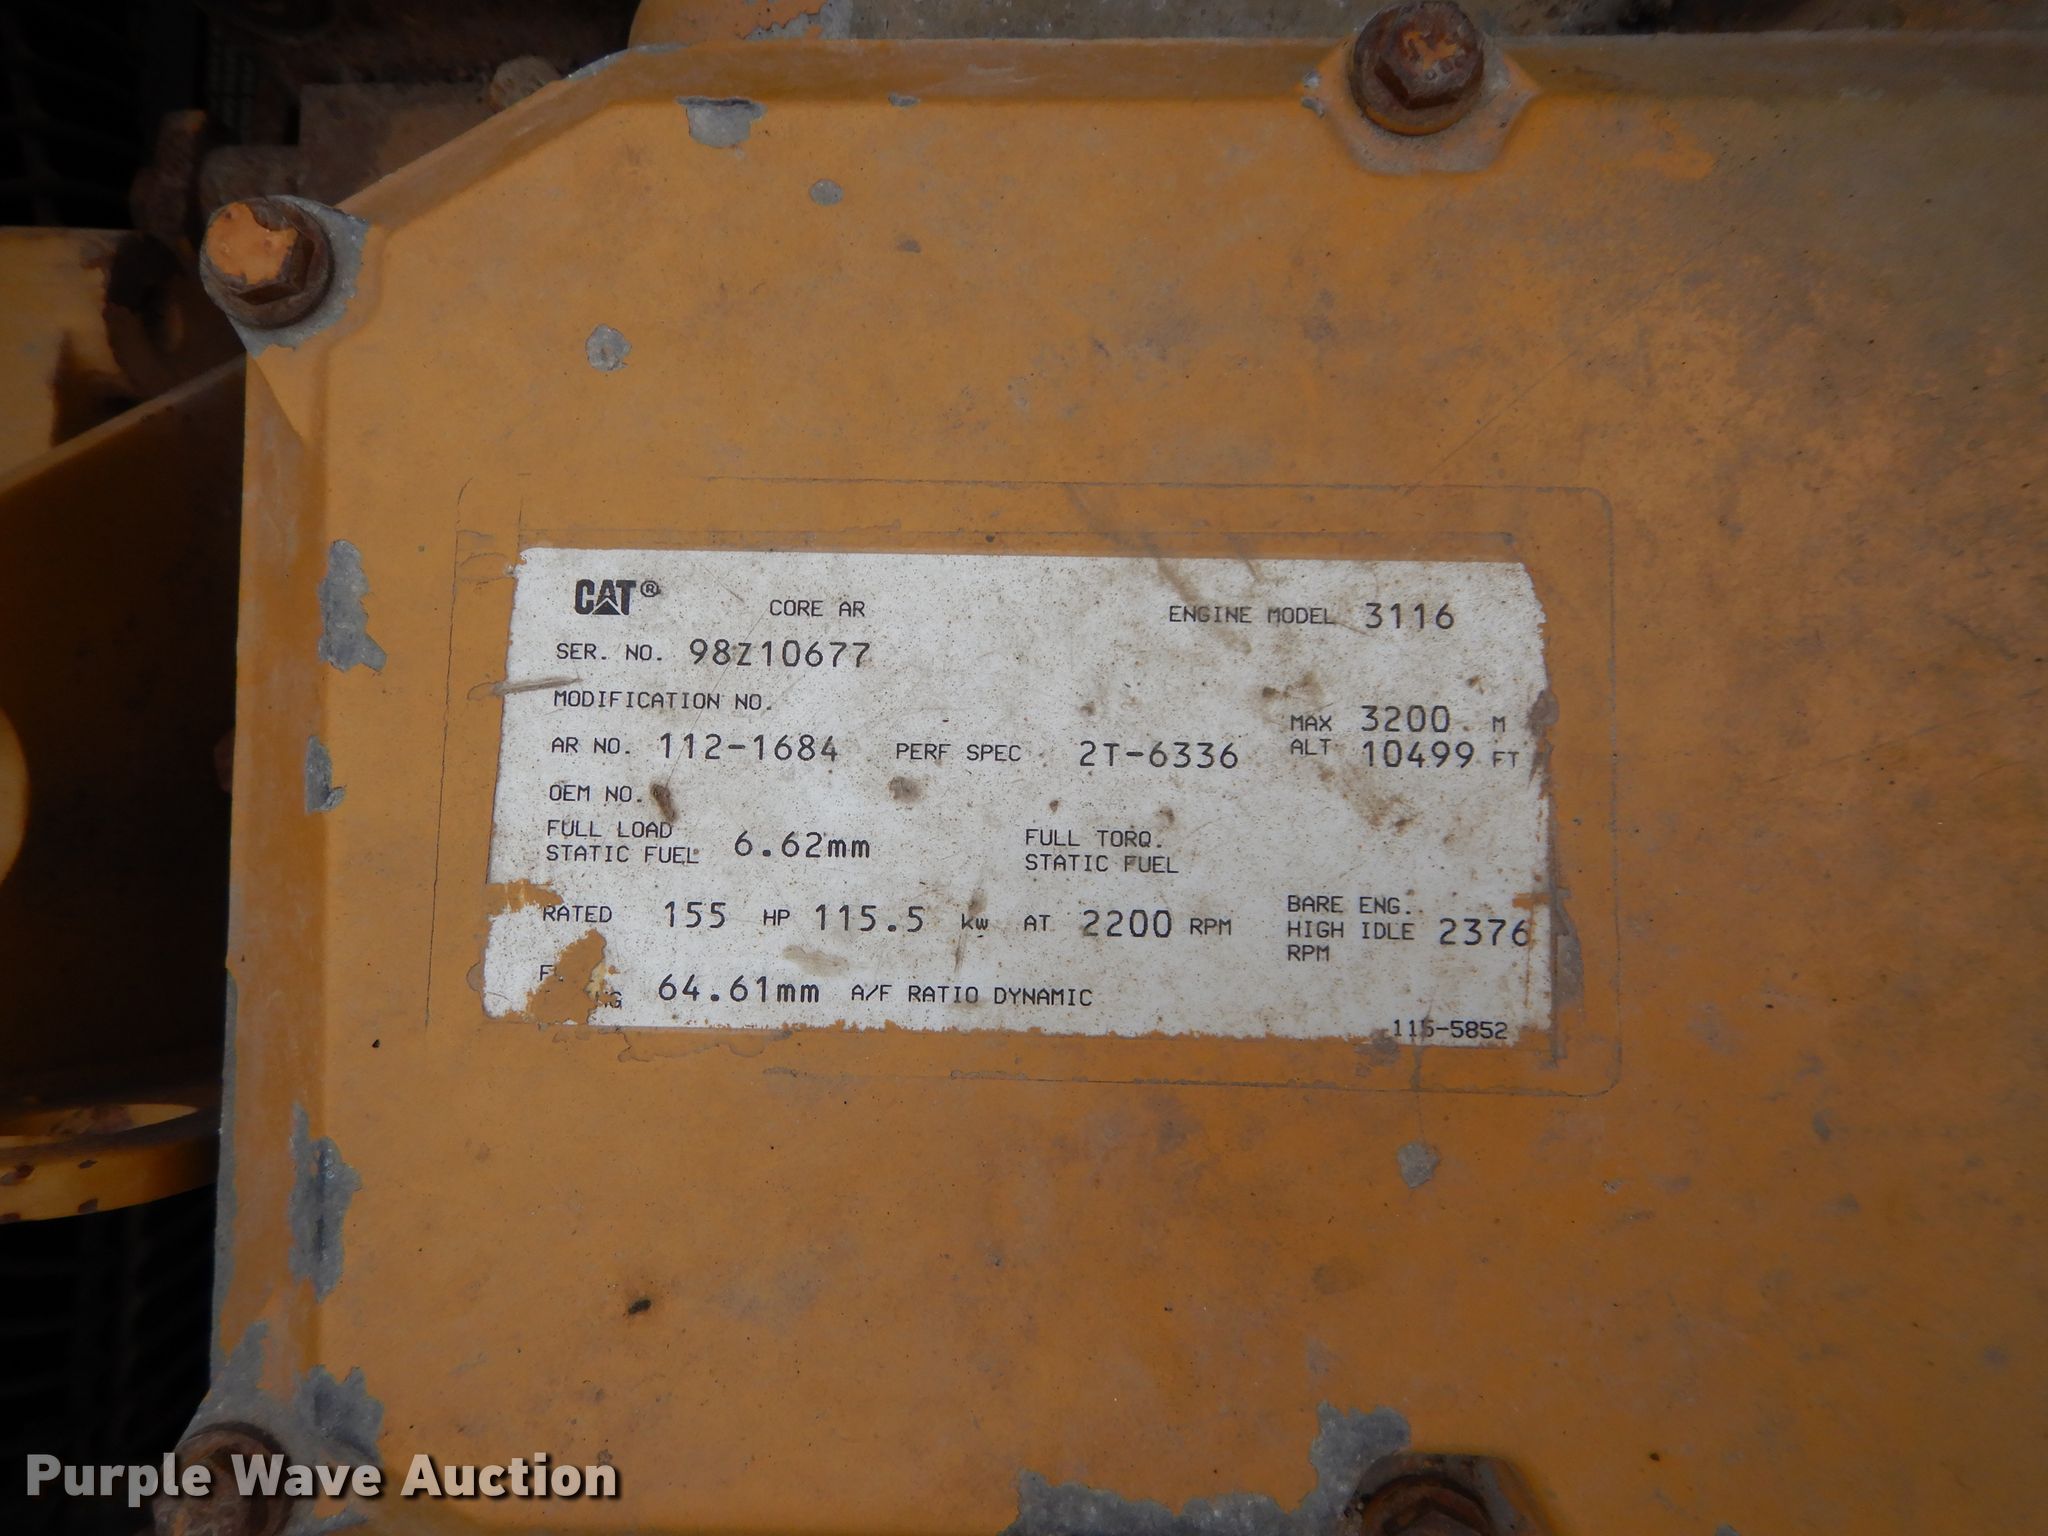 CAT® CORE AR ENGINE MODEL 3116
SER. NO. 98Z10677
MODIFICATION NO.
MAX ALT 3200 M 10499 FT
AR NO. 112-1684 PERF SPEC 2T-6336
OEM NO.
FULL LOAD STATIC FUEL 6.62mm FULL TORQ. STATIC FUEL
RATED 155 HP 115.5 kw AT 2200 RPM BARE ENG. HIGH IDLE RPM 2376
64.61mm A/F RATIO DYNAMIC
115-5852
Purple Wave Auction